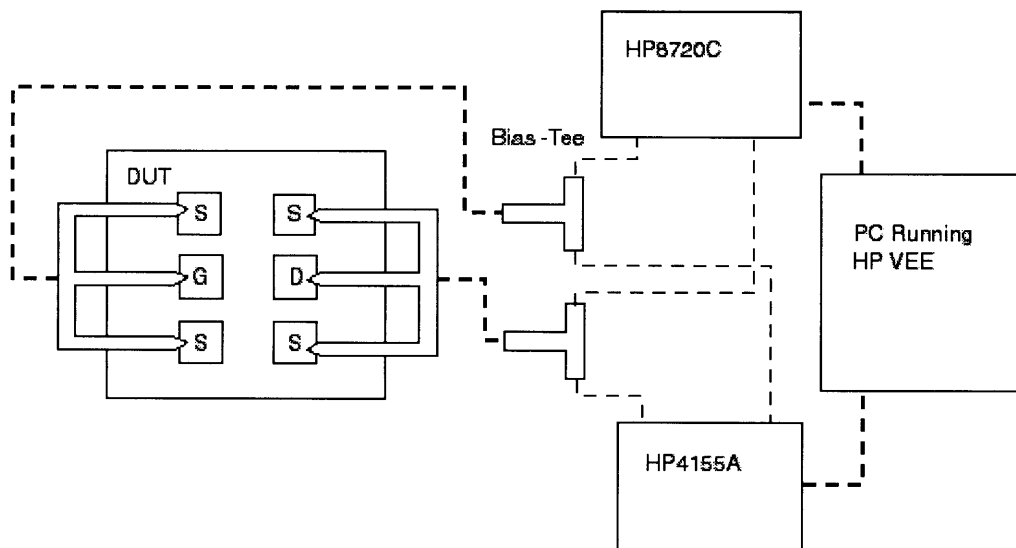 HP8720C
Bias-Tee
DUT
S
S
G
D
S
S
PC Running
HP VEE
HP4155A